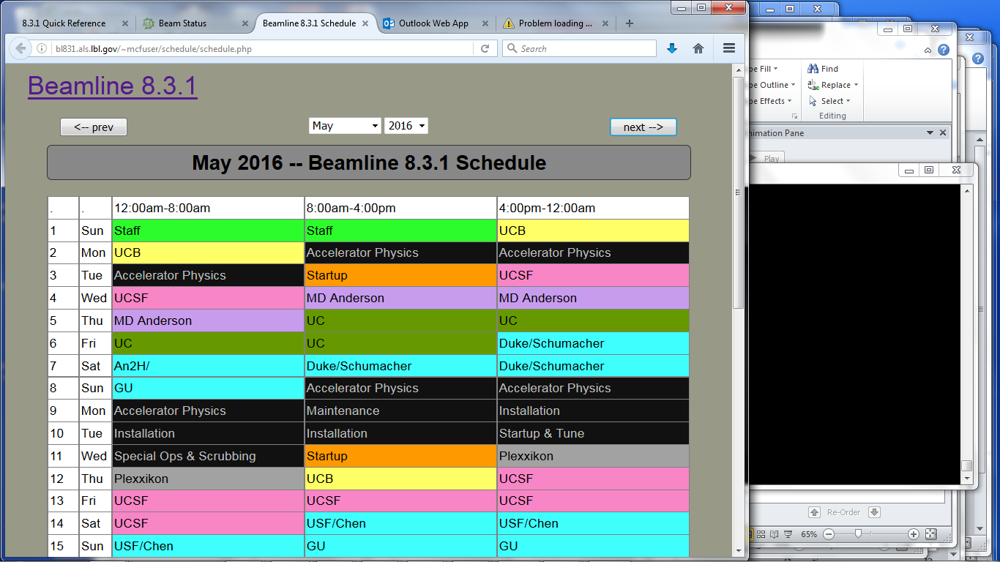 8.3.1 Quick Reference
Beam Status
Beamline 8.3.1 Schedule
Outlook Web App
Problem loading ...
bl831.als.lbl.gov/~mcfuser/schedule/schedule.php
Search
Beamline 8.3.1
<-- prev
May
2016
next -->
May 2016 -- Beamline 8.3.1 Schedule
. . 12:00am-8:00am 8:00am-4:00pm 4:00pm-12:00am
1 Sun Staff Staff UCB
2 Mon UCB Accelerator Physics Accelerator Physics
3 Tue Accelerator Physics Startup UCSF
4 Wed UCSF MD Anderson MD Anderson
5 Thu MD Anderson UC UC
6 Fri UC UC Duke/Schumacher
7 Sat An2H/ Duke/Schumacher Duke/Schumacher
8 Sun GU Accelerator Physics Accelerator Physics
9 Mon Accelerator Physics Maintenance Installation
10 Tue Installation Installation Startup & Tune
11 Wed Special Ops & Scrubbing Startup Plexxikon
12 Thu Plexxikon UCB UCSF
13 Fri UCSF UCSF UCSF
14 Sat UCSF USF/Chen USF/Chen
15 Sun USF/Chen GU GU
pe Fill
pe Outline
pe Effects
Find
Replace
Select
Editing
nimation Pane
Play
Re-Order
65%